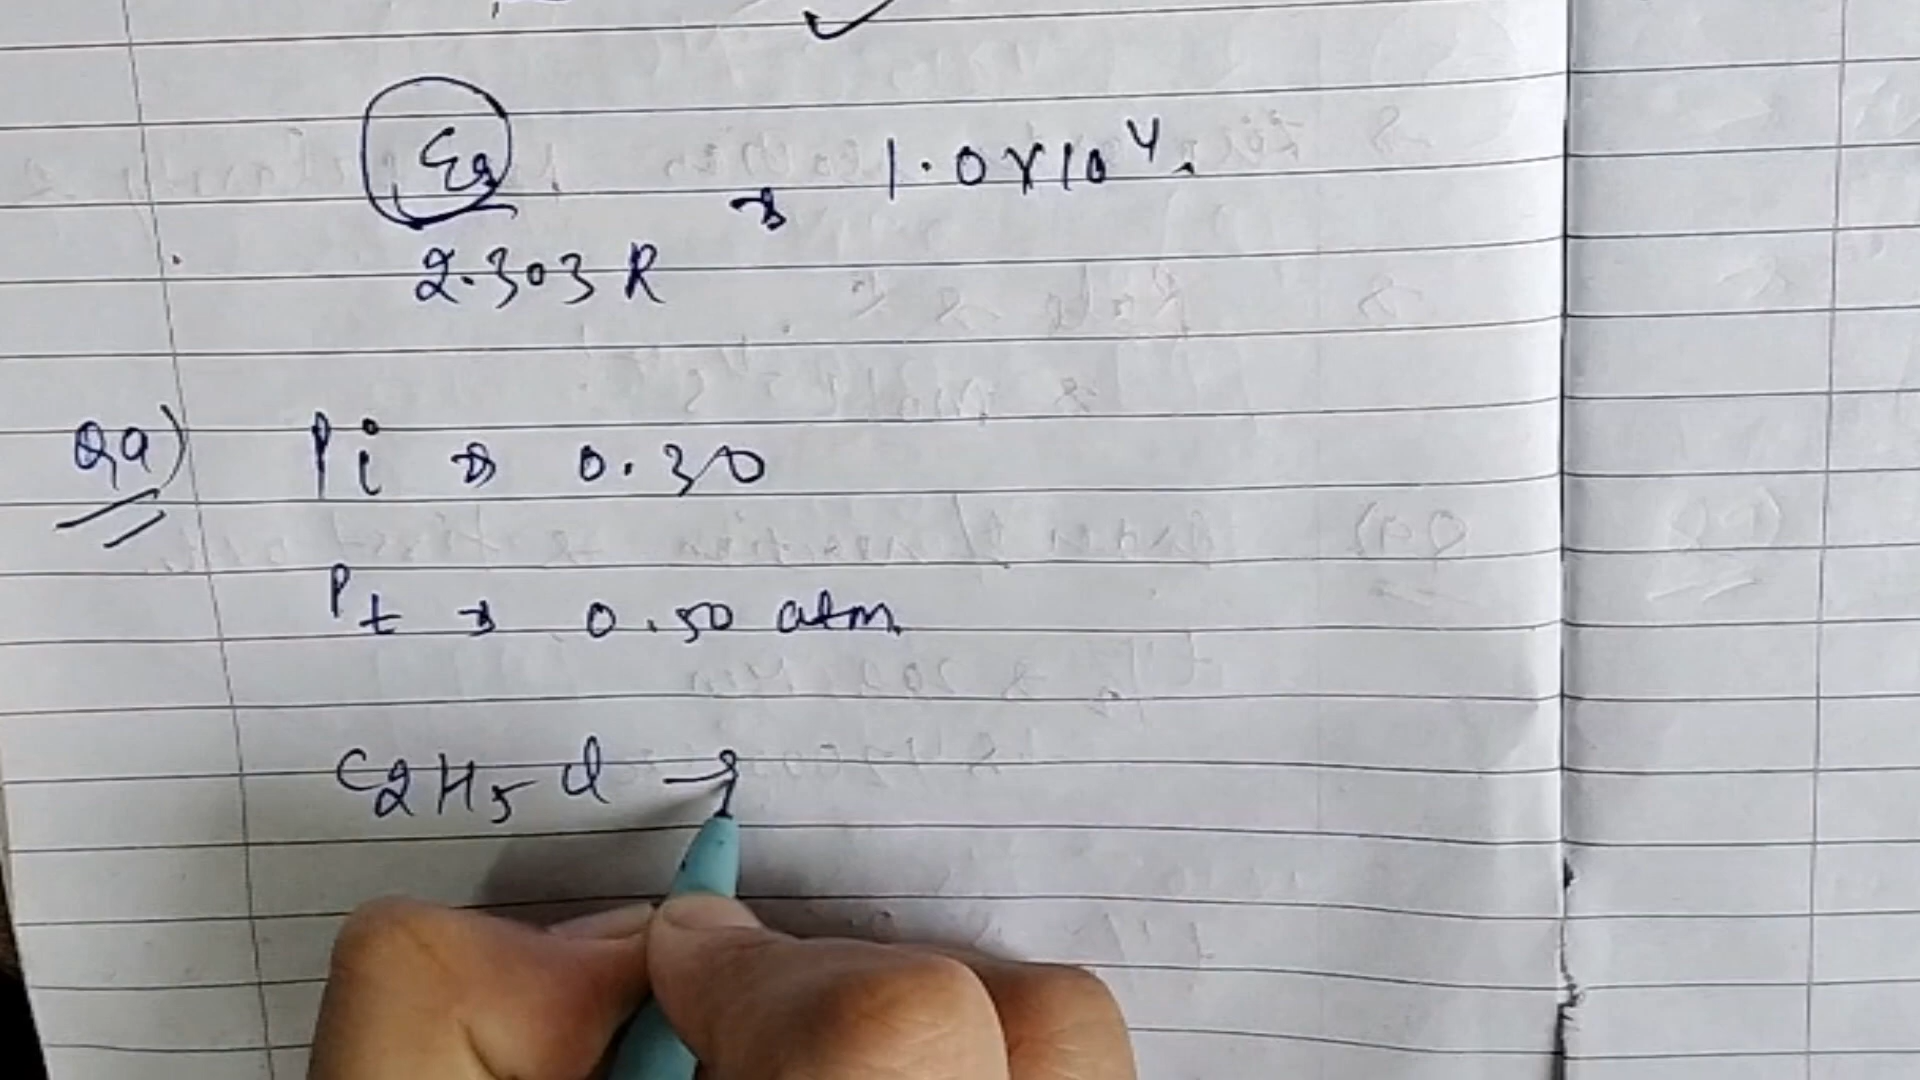 Ea → 1.0×10⁴.
2.303 R
Q9) Pi → 0.30
Pt → 0.50 atm.
C2H5Cl →